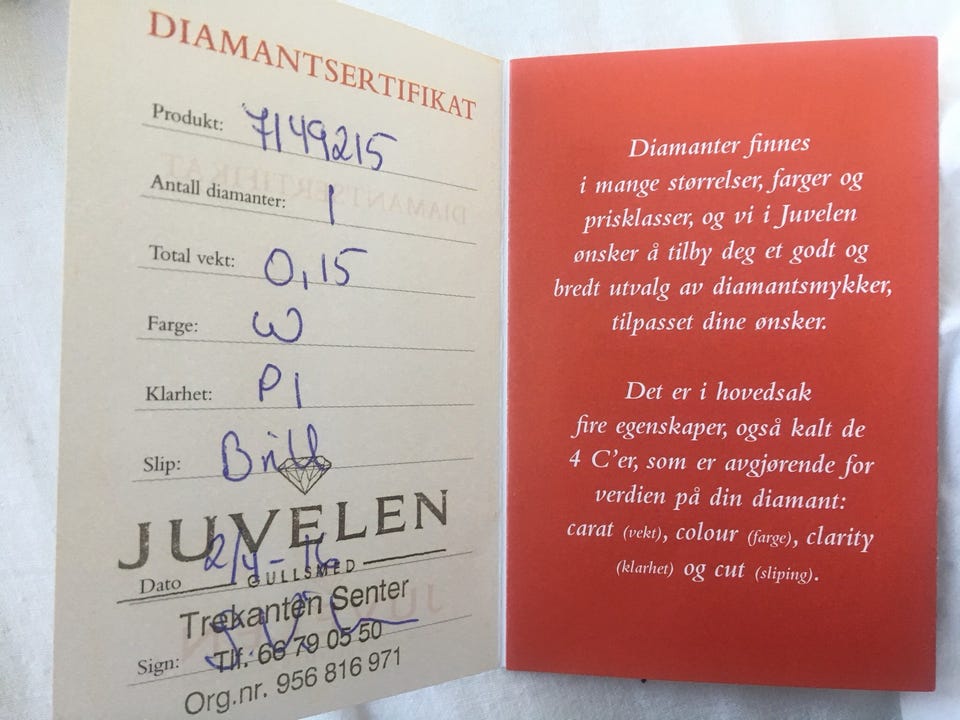 DIAMANTSERTIFIKAT
Produkt: 7149215
Antall diamanter: 1
Total vekt: 0,15
Farge: W
Klarhet: P1
Slip: Brill
JUVELEN
GULLSMED
Dato 2/4-16
Trekanten Senter
Tlf. 66 79 05 50
Sign:
Org.nr. 956 816 971
Diamanter finnes
i mange størrelser, farger og
prisklasser, og vi i Juvelen
ønsker å tilby deg et godt og
bredt utvalg av diamantsmykker,
tilpasset dine ønsker.
Det er i hovedsak
fire egenskaper, også kalt de
4 C'er, som er avgjørende for
verdien på din diamant:
carat (vekt), colour (farge), clarity
(klarhet) og cut (sliping).